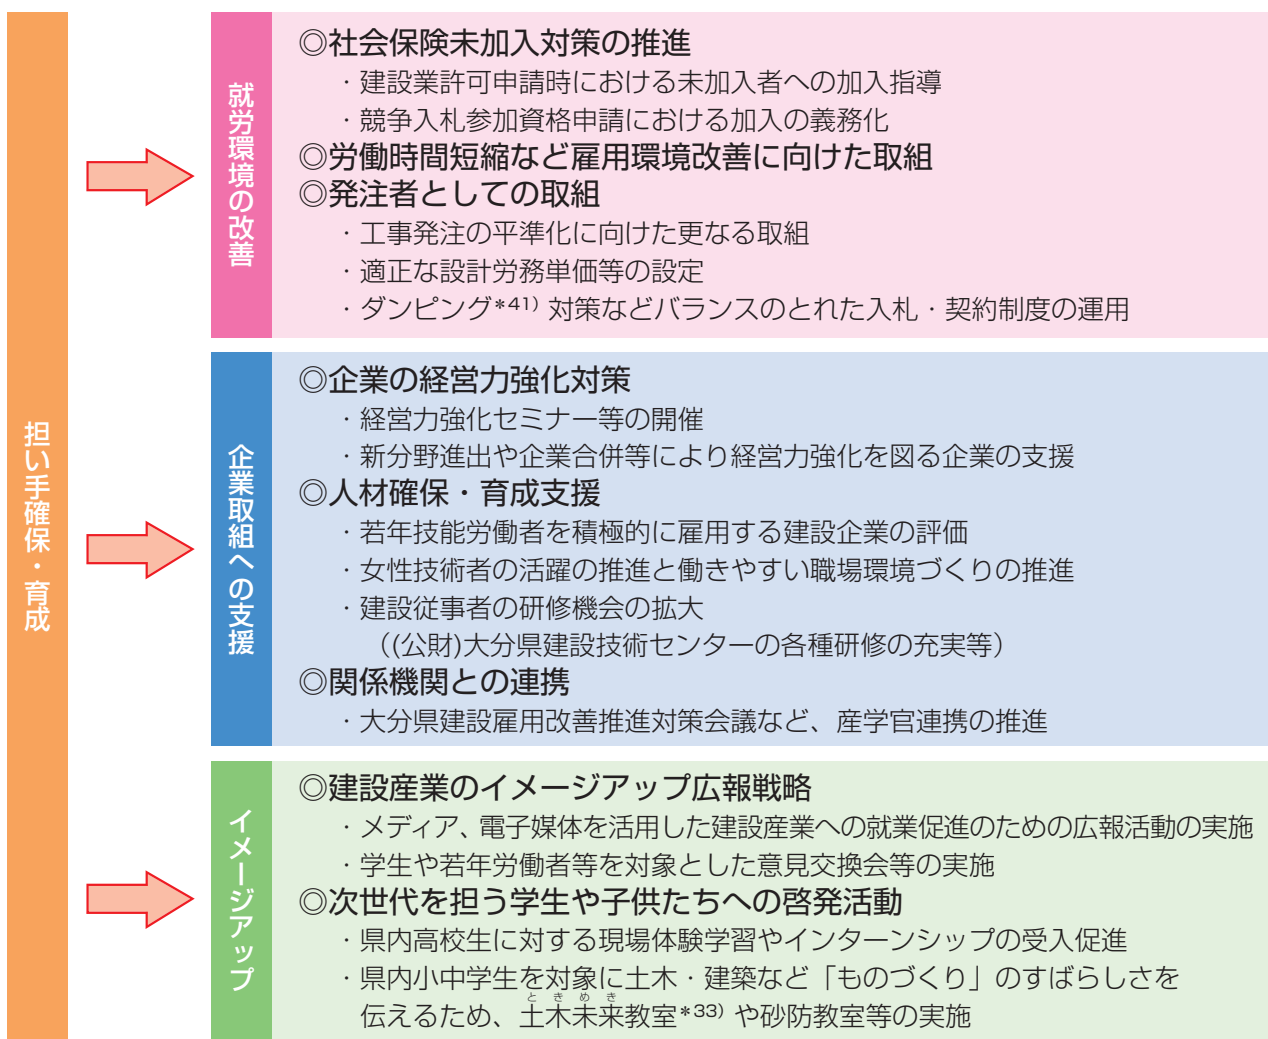 担い手確保・育成
就労環境の改善
◎社会保険未加入対策の推進
・建設業許可申請時における未加入者への加入指導
・競争入札参加資格申請における加入の義務化
◎労働時間短縮など雇用環境改善に向けた取組
◎発注者としての取組
・工事発注の平準化に向けた更なる取組
・適正な設計労務単価等の設定
・ダンピング*41）対策などバランスのとれた入札・契約制度の運用
企業取組への支援
◎企業の経営力強化対策
・経営力強化セミナー等の開催
・新分野進出や企業合併等により経営力強化を図る企業の支援
◎人材確保・育成支援
・若年技能労働者を積極的に雇用する建設企業の評価
・女性技術者の活躍の推進と働きやすい職場環境づくりの推進
・建設従事者の研修機会の拡大
（(公財)大分県建設技術センターの各種研修の充実等）
◎関係機関との連携
・大分県建設雇用改善推進対策会議など、産学官連携の推進
イメージアップ
◎建設産業のイメージアップ広報戦略
・メディア、電子媒体を活用した建設産業への就業促進のための広報活動の実施
・学生や若年労働者等を対象とした意見交換会等の実施
◎次世代を担う学生や子供たちへの啓発活動
・県内高校生に対する現場体験学習やインターンシップの受入促進
・県内小中学生を対象に土木・建築など「ものづくり」のすばらしさを
ときめき
伝えるため、土木未来教室*33）や砂防教室等の実施